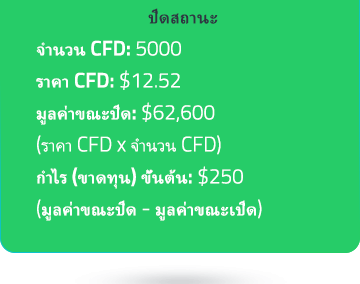 ปิดสถานะ
จำนวน CFD: 5000
ราคา CFD: $12.52
มูลค่าขณะปิด: $62,600
(ราคา CFD x จำนวน CFD)
กำไร (ขาดทุน) ขั้นต้น: $250
(มูลค่าขณะปิด - มูลค่าขณะเปิด)